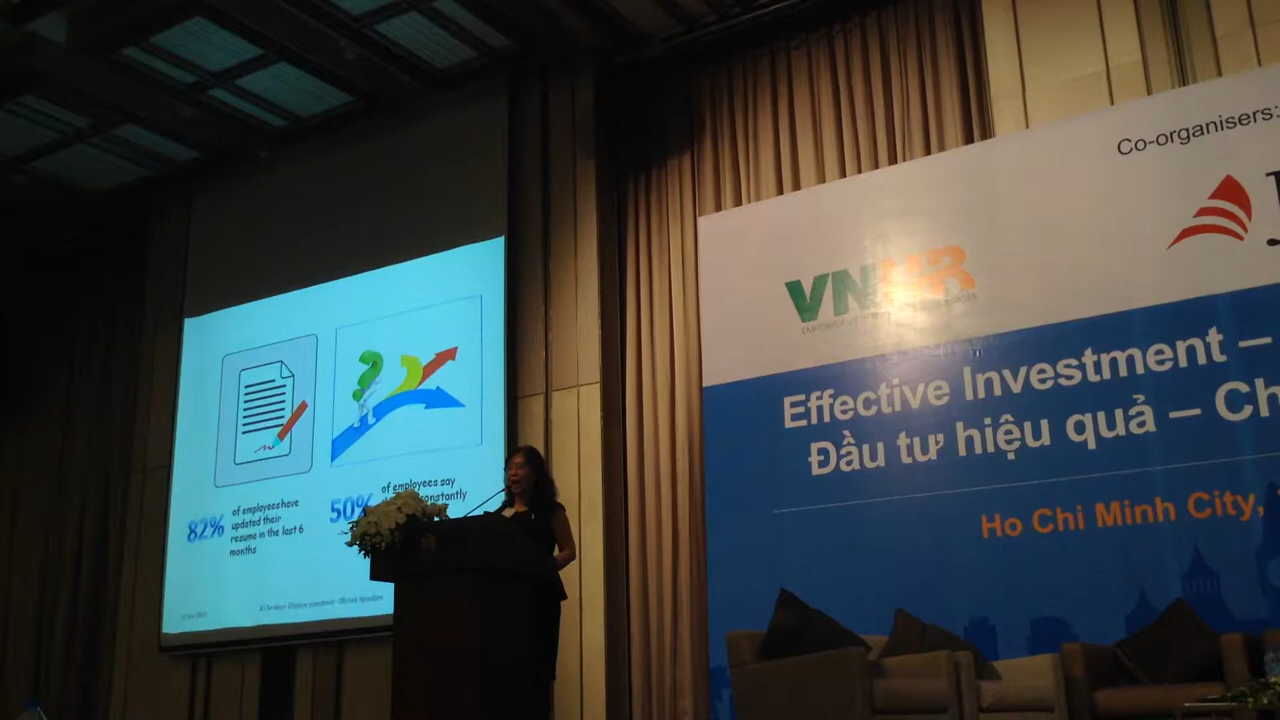 82%
of employees have
updated their
resume in the last 6
months
50%
of employees say
constantly
Co-organisers:
VNHR
Effective Investment –
Đầu tư hiệu quả – Ch
Ho Chi Minh City,